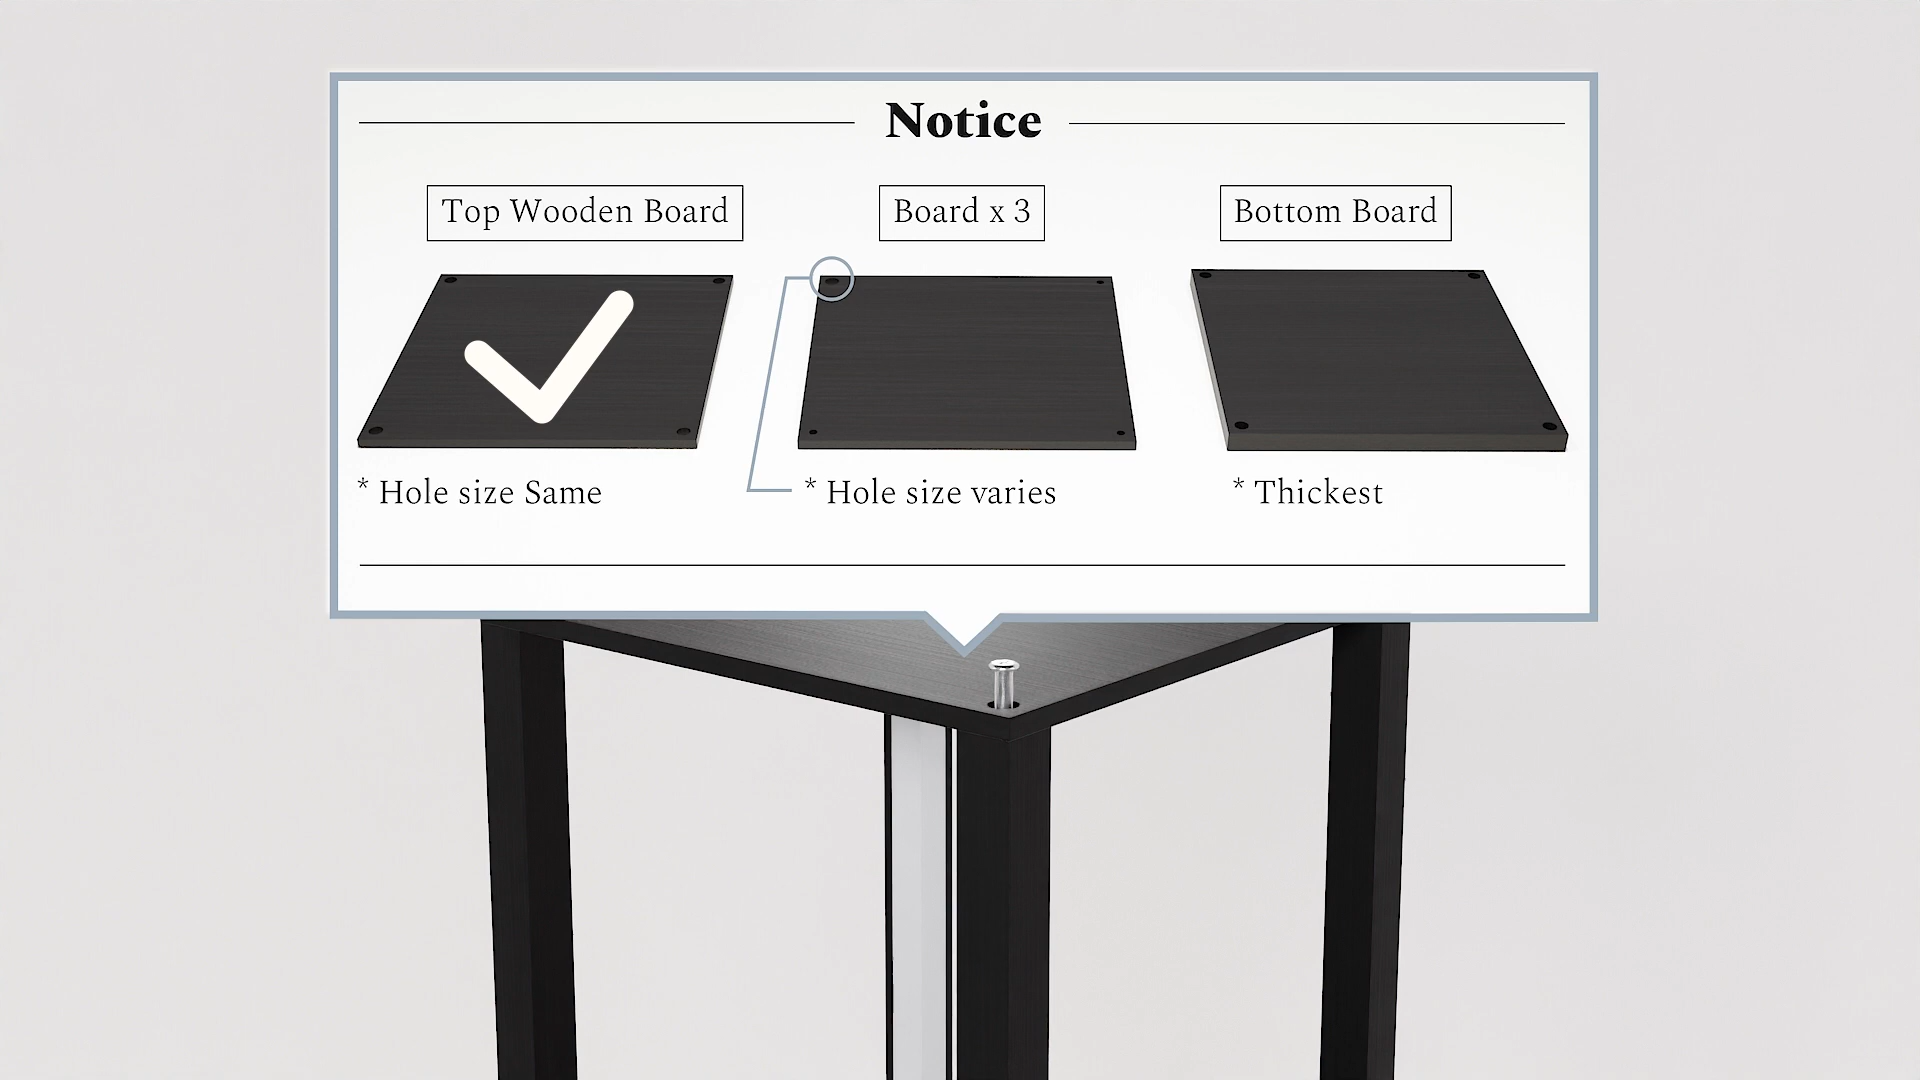 Notice
Top Wooden Board
Board x 3
Bottom Board
* Hole size Same
* Hole size varies
* Thickest